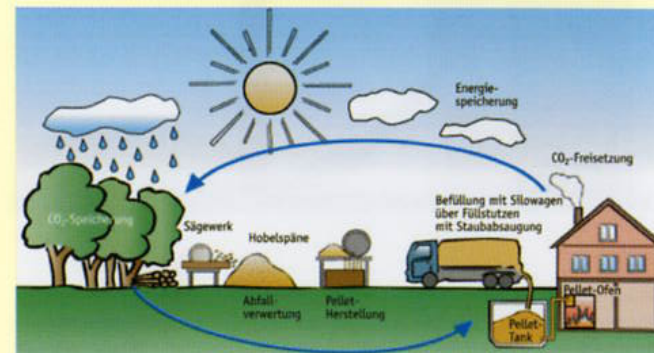 Energie-
speicherung
CO₂-Freisetzung
CO₂-Speicherung
Sägewerk
Hobelspäne
Befüllung mit Silowagen
über Füllstutzen
mit Staubabsaugung
Abfall-
verwertung
Pellet-
Herstellung
Pellet-Ofen
Pellet-
Tank